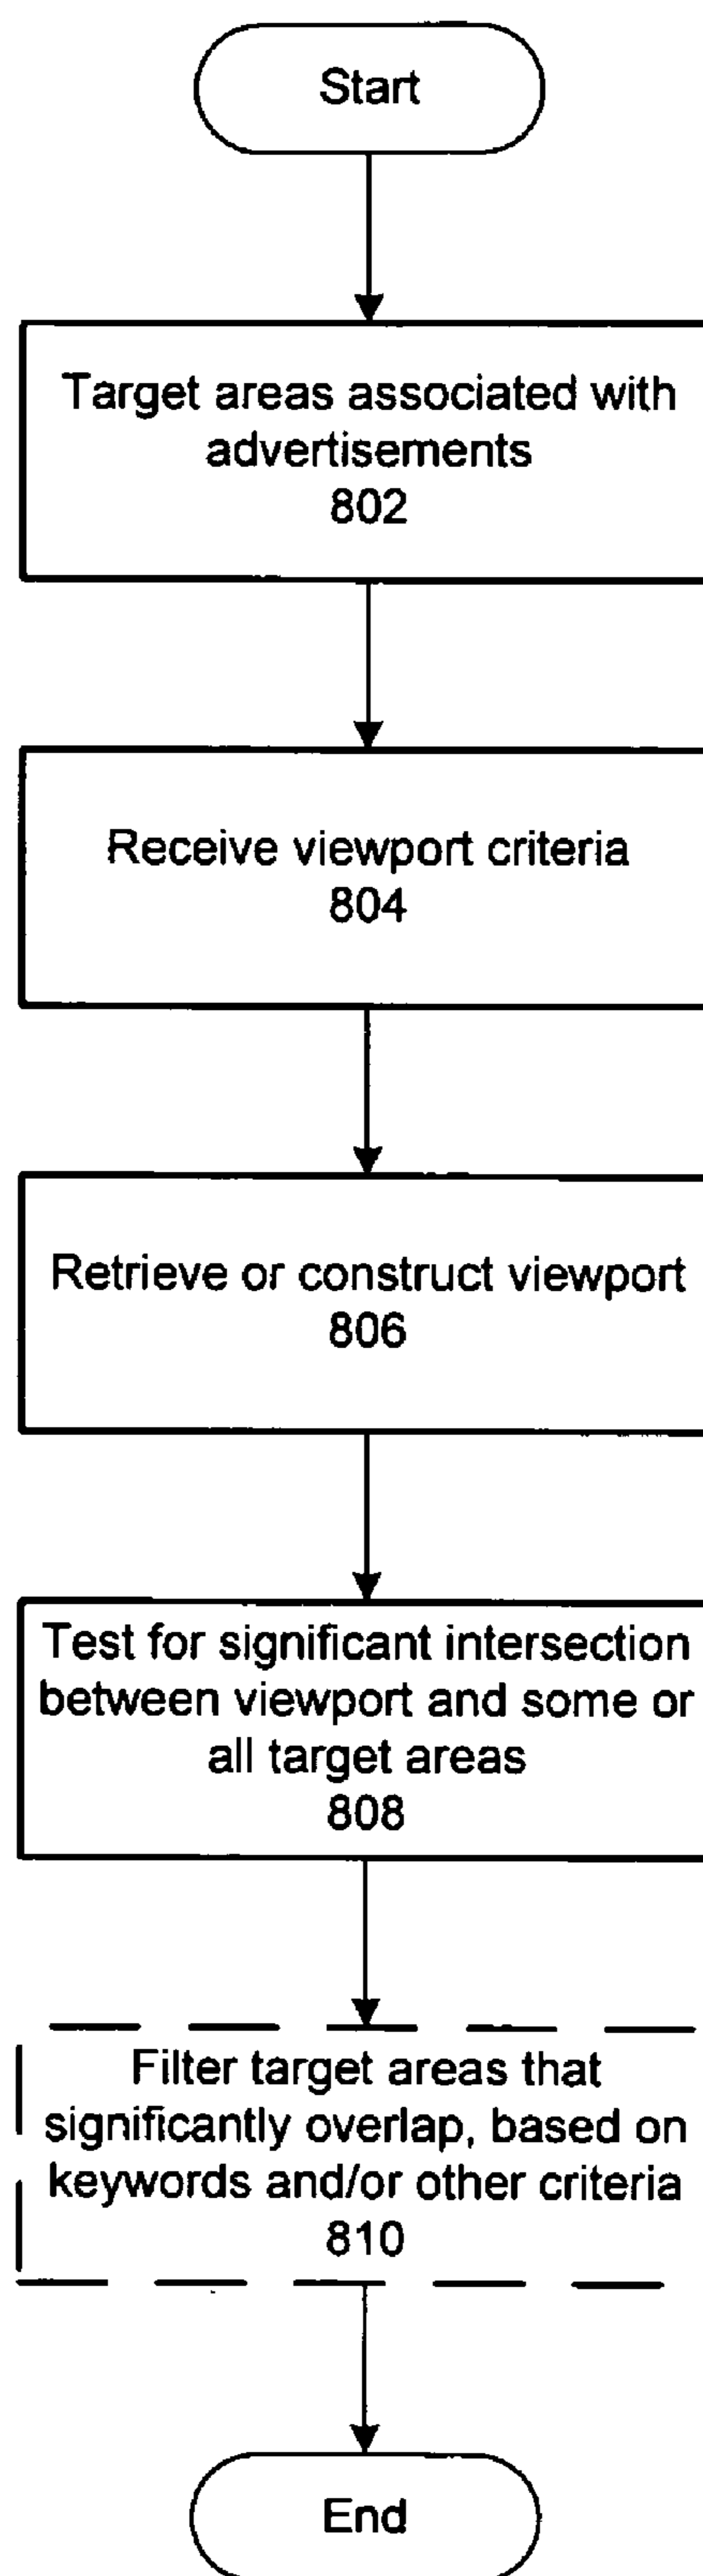 Start
Target areas associated with
advertisements
802
Receive viewport criteria
804
Retrieve or construct viewport
806
Test for significant intersection
between viewport and some or
all target areas
808
Filter target areas that
significantly overlap, based on
keywords and/or other criteria
810
End